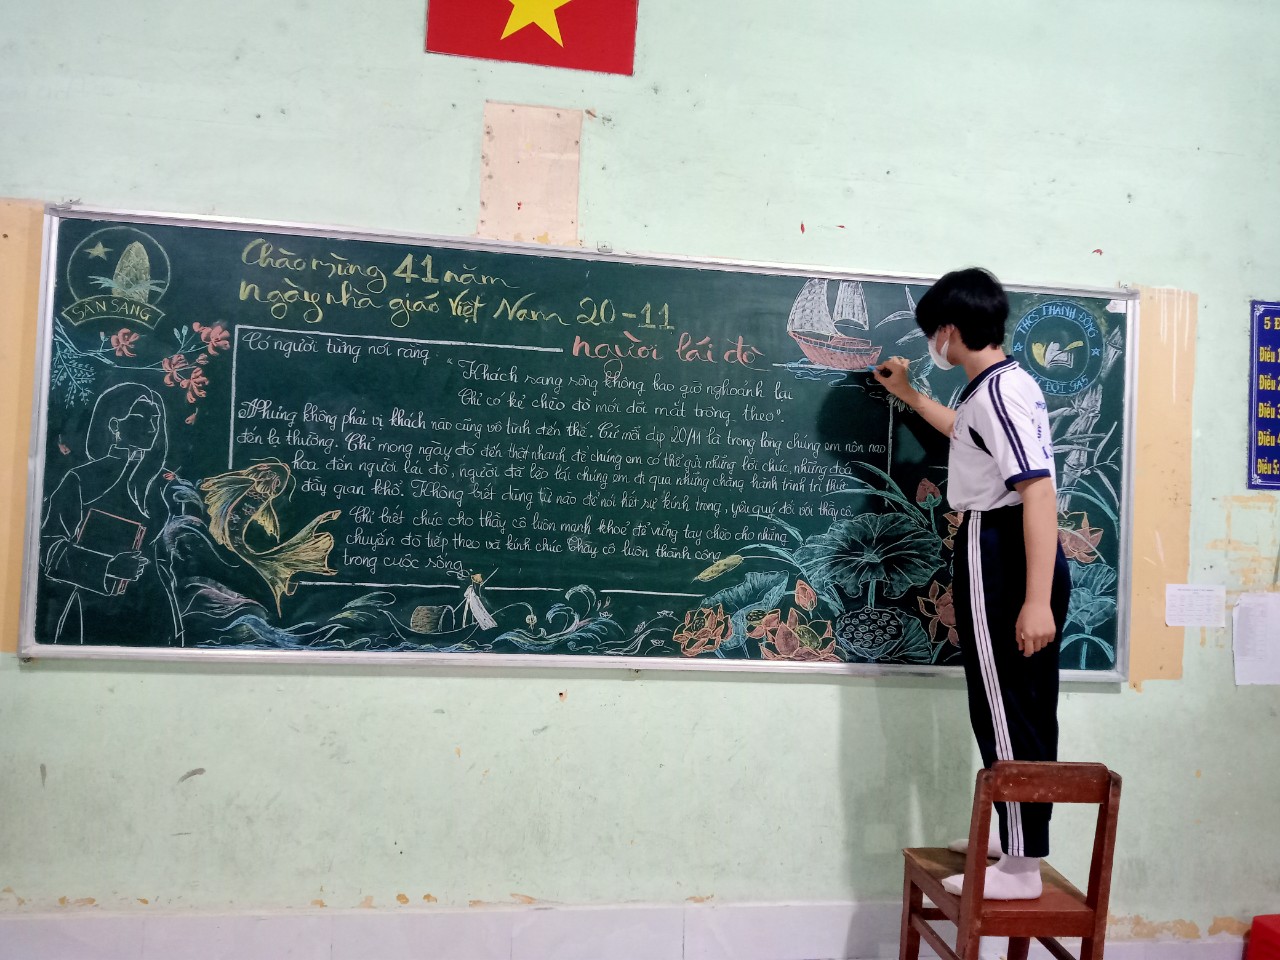 SẴN SÀNG
Chào mừng 41 năm
ngày nhà giáo Việt Nam 20-11
người lái đò
Có người từng nói rằng:
"Khách sang sông không bao giờ nghoảnh lại
Chỉ có kẻ chèo đò mới dõi mắt trông theo".
Nhưng không phải vị khách nào cũng vô tình đến thế. Cứ mỗi dịp 20/11 là trong lòng chúng em nôn nao
đến lạ thường. Chỉ mong ngày đó đến thật nhanh để chúng em có thể gửi những lời chúc, những đoá
hoa đến người lái đò, người đã lèo lái chúng em đi qua những chặng hành trình tri thức
đầy gian khổ. Không biết dùng từ nào để nói hết sự kính trọng, yêu quý đối với thầy cô.
Chỉ biết chúc cho thầy cô luôn mạnh khoẻ để vững tay chèo cho những
chuyến đò tiếp theo và kính chúc Thầy cô luôn thành công
trong cuộc sống.
THCS THẠNH ĐÔNG
ĐỘI 9A5
5 Đ
Điều 1
Điều 2
Điều 3
Điều 4
Điều 5: